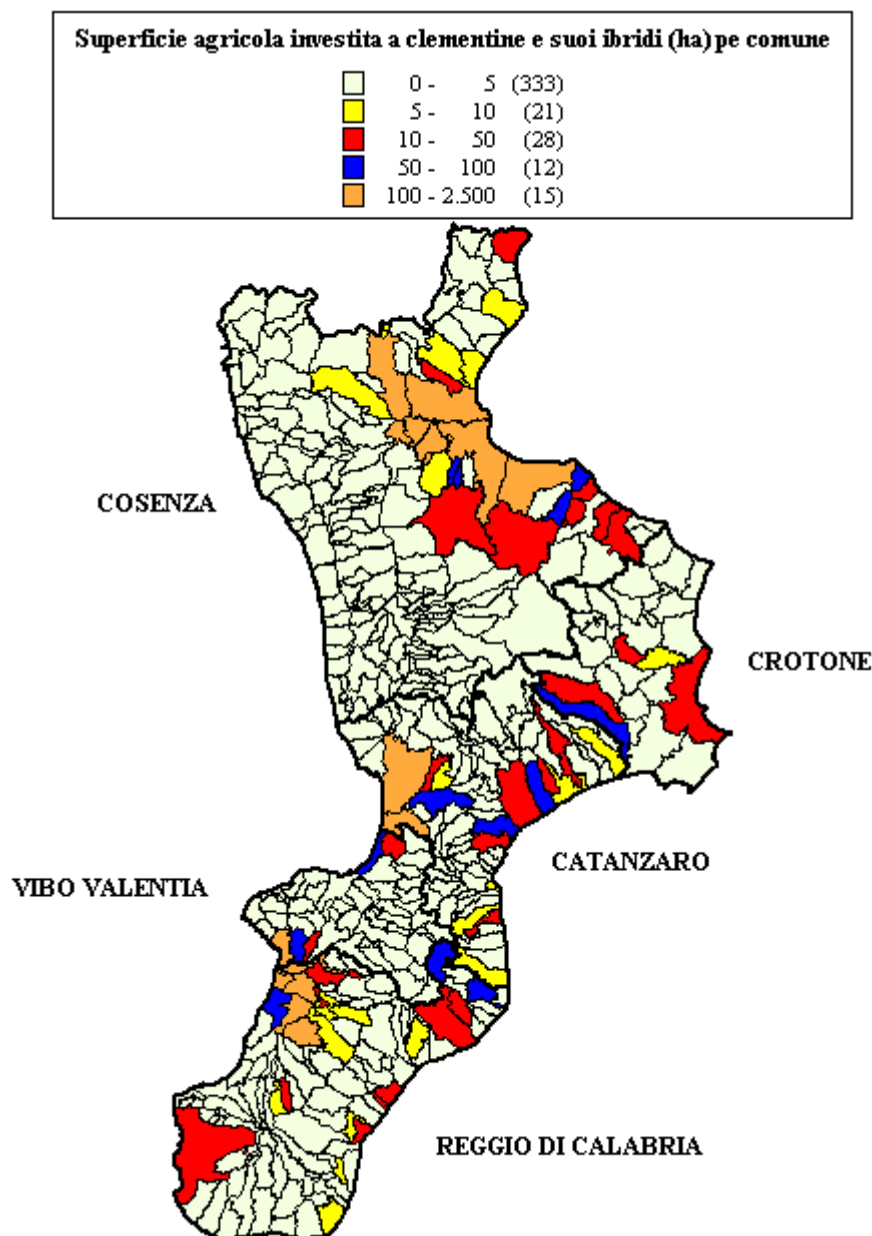 Superficie agricola investita a clementine e suoi ibridi (ha) pe comune
0 - 5 (333)
5 - 10 (21)
10 - 50 (28)
50 - 100 (12)
100 - 2.500 (15)
COSENZA
CROTONE
CATANZARO
VIBO VALENTIA
REGGIO DI CALABRIA